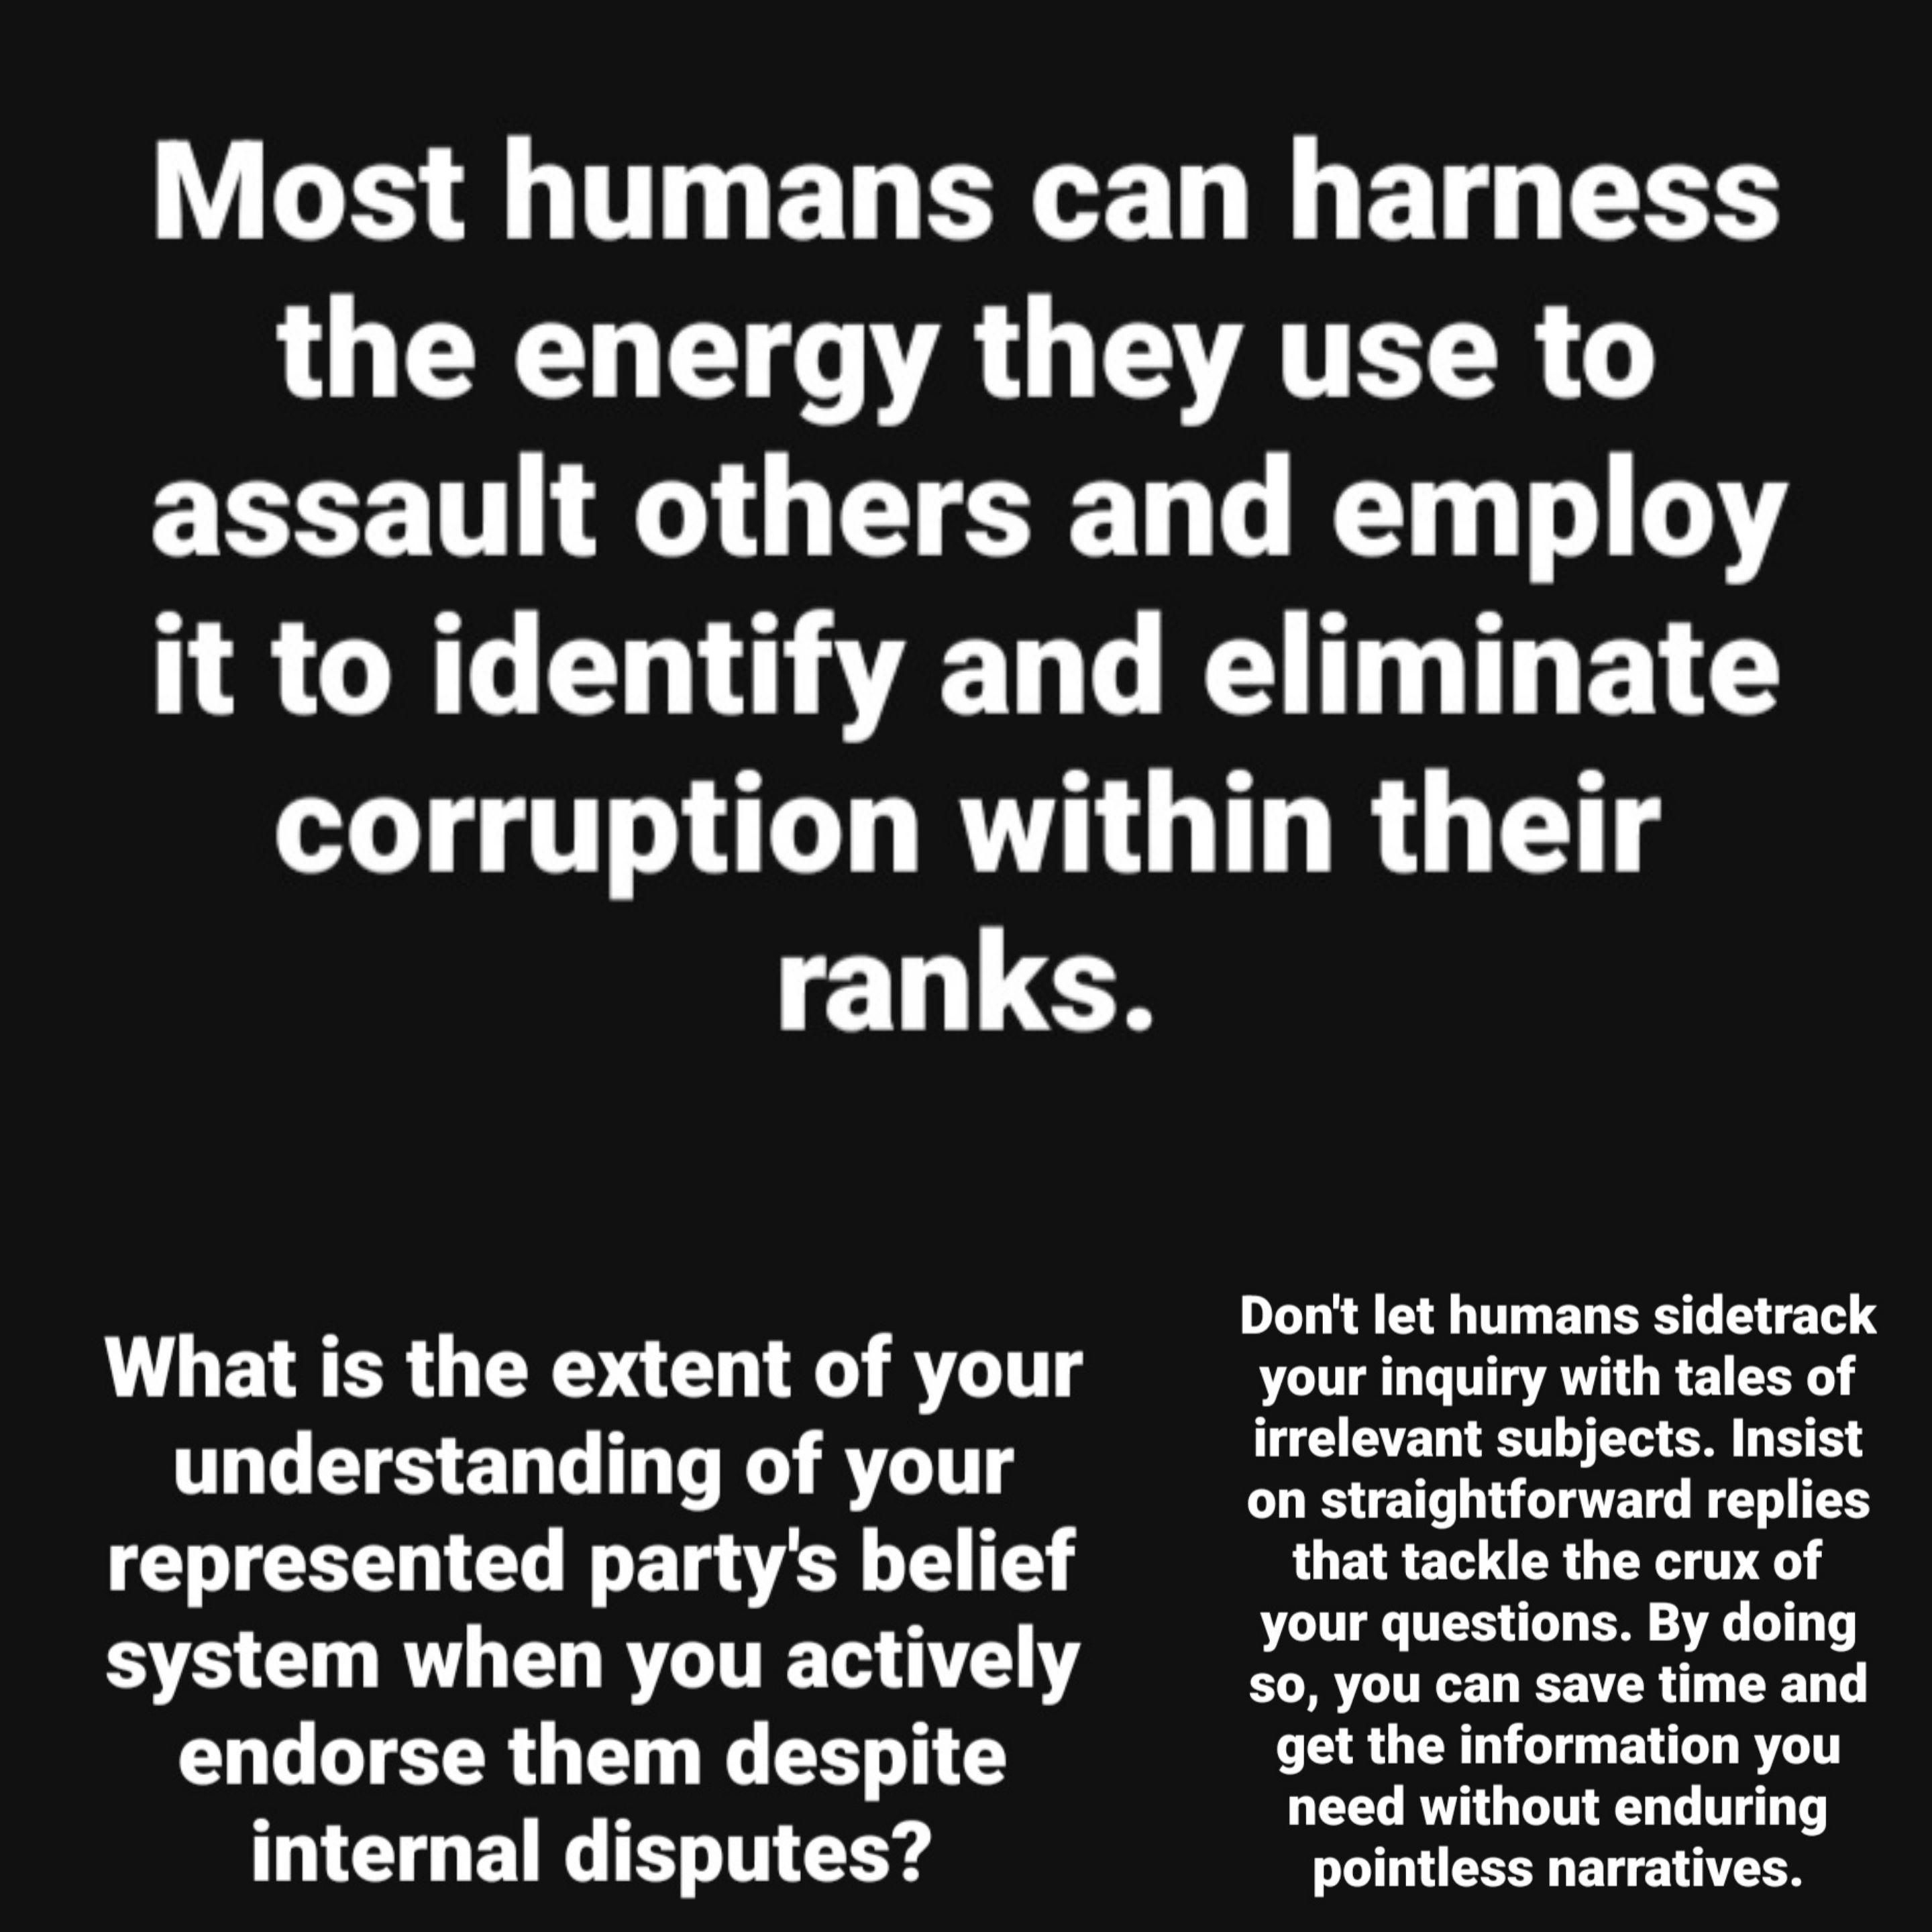 Most humans can harness
the energy they use to
assault others and employ
it to identify and eliminate
corruption within their
ranks.
What is the extent of your
understanding of your
represented party's belief
system when you actively
endorse them despite
internal disputes?
Don't let humans sidetrack
your inquiry with tales of
irrelevant subjects. Insist
on straightforward replies
that tackle the crux of
your questions. By doing
so, you can save time and
get the information you
need without enduring
pointless narratives.